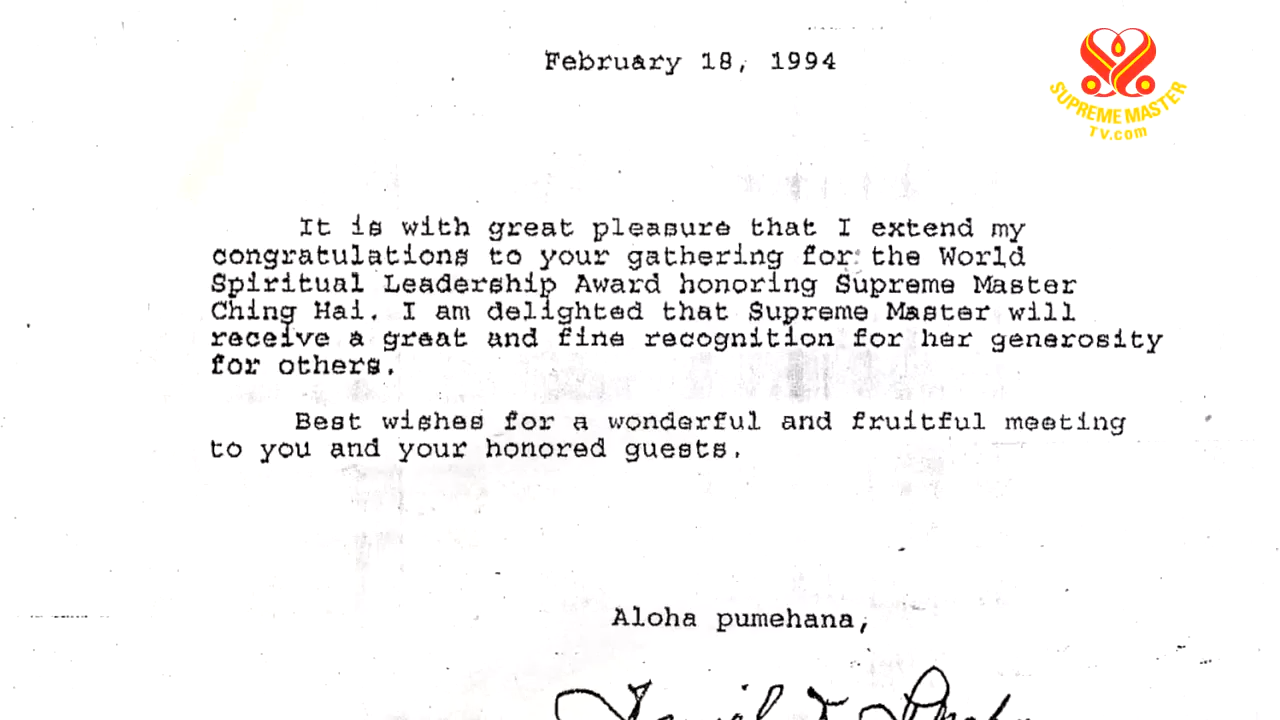 February 18, 1994
SUPREME MASTER
TV.com
It is with great pleasure that I extend my
congratulations to your gathering for the World
Spiritual Leadership Award honoring Supreme Master
Ching Hai. I am delighted that Supreme Master will
receive a great and fine recognition for her generosity
for others.
Best wishes for a wonderful and fruitful meeting
to you and your honored guests.
Aloha pumehana,